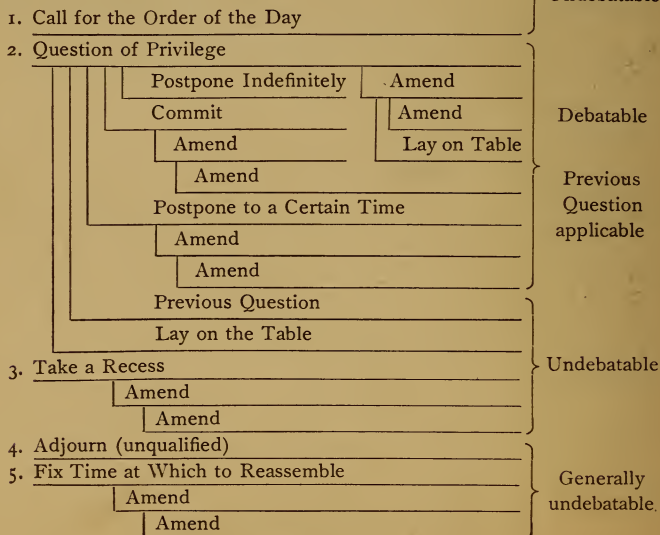 1. Call for the Order of the Day
2. Question of Privilege
Postpone Indefinitely Amend
Commit Amend
Debatable
Amend Lay on Table
Amend
Previous
Question
applicable
Postpone to a Certain Time
Amend
Amend
Previous Question
Lay on the Table
3. Take a Recess
Undebatable
Amend
Amend
4. Adjourn (unqualified)
5. Fix Time at Which to Reassemble
Generally
undebatable.
Amend
Amend